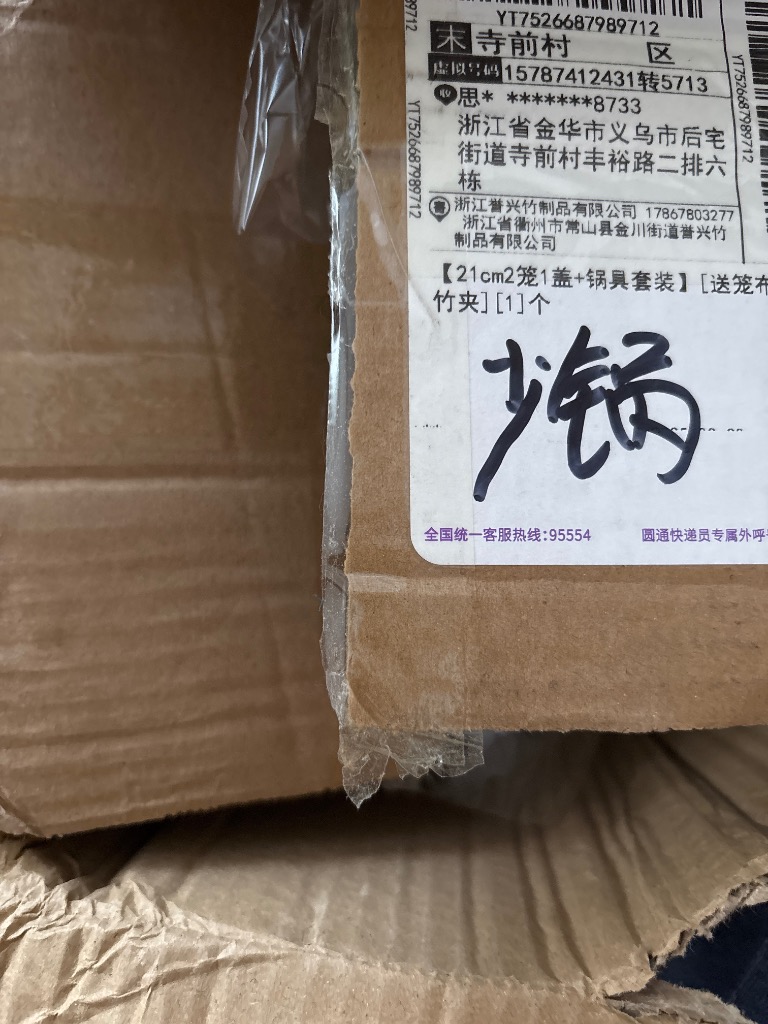 YT7526687989712
末 寺前村 区
虚拟号码 15787412431转5713
收 思* *******8733
浙江省金华市义乌市后宅
街道寺前村丰裕路二排六
栋
寄 浙江誉兴竹制品有限公司 17867803277
浙江省衢州市常山县金川街道誉兴竹
制品有限公司
【21cm2笼1盖+锅具套装】[送笼布
竹夹][1]个
少锅
全国统一客服热线:95554
圆通快递员专属外呼
YT7526687989712
YT7526687989712
9712